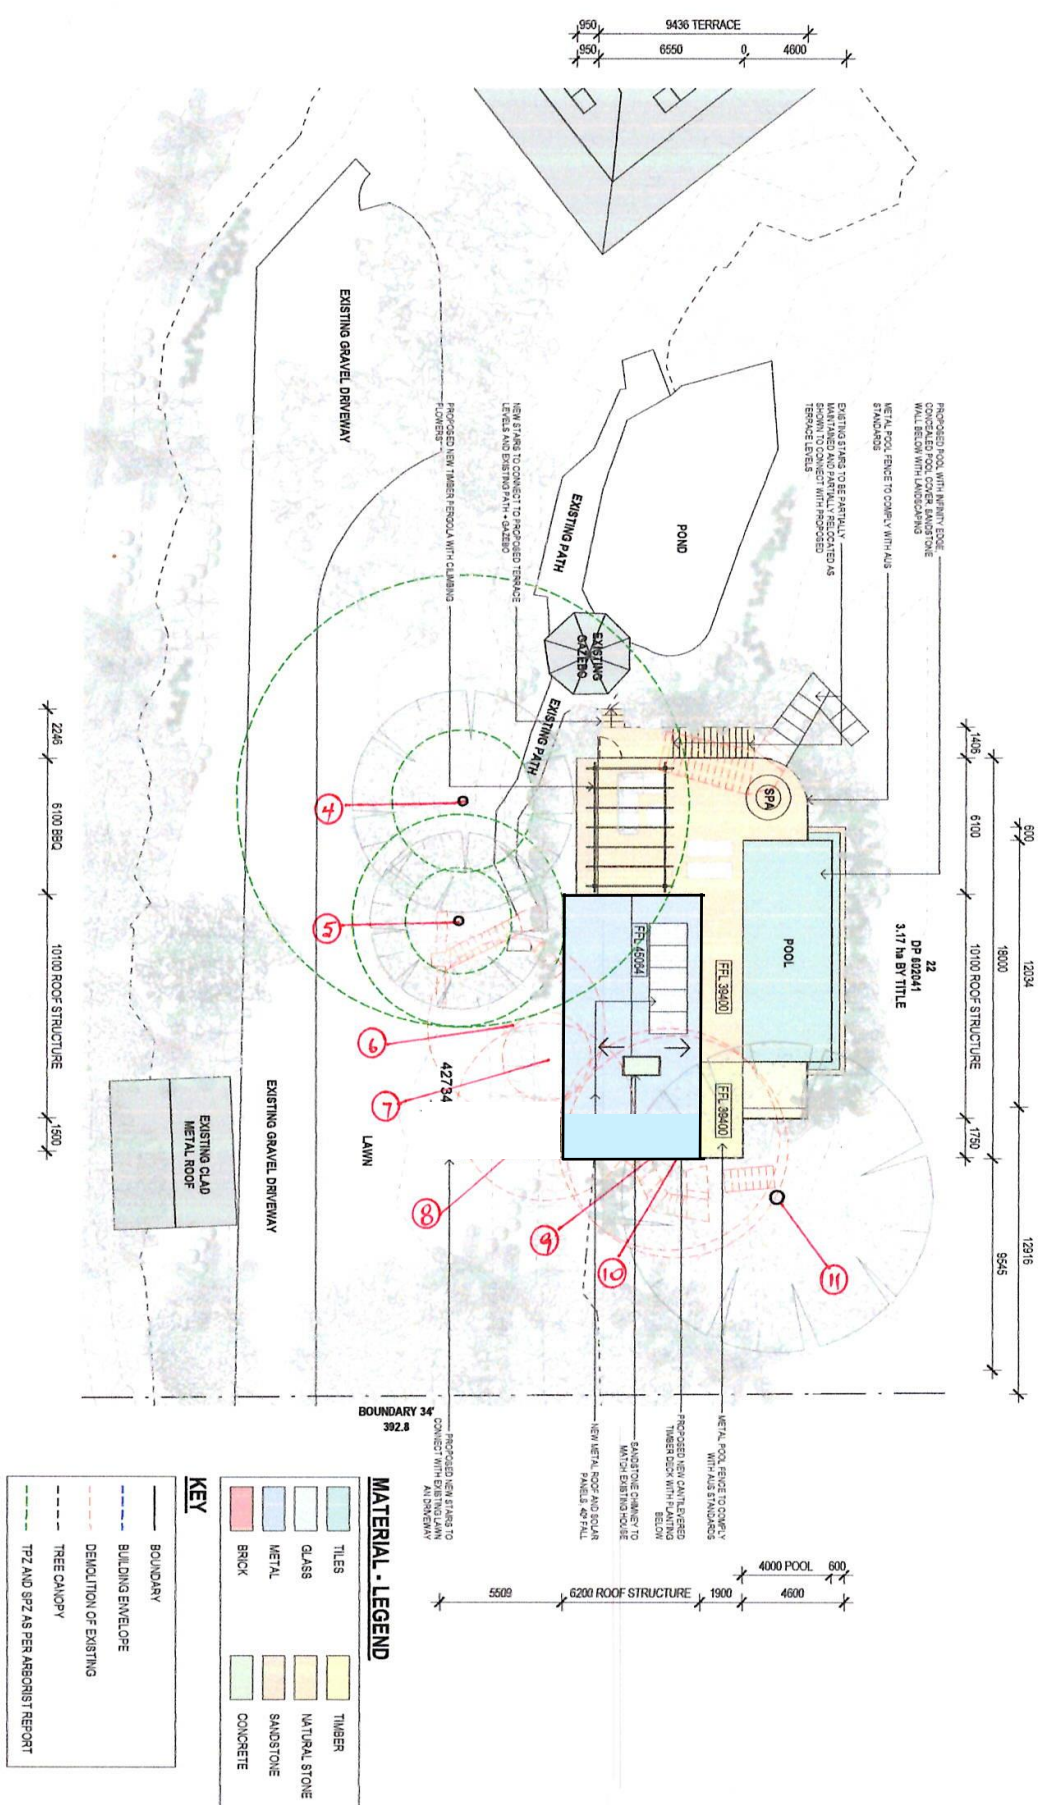 950
9436 TERRACE
950
6550
0
4600
PROPOSED POOL WITH INFINITY EDGE,
CONCEALED POOL COVER, SANDSTONE
WALL BELOW WITH LANDSCAPING
METAL POOL FENCE TO COMPLY WITH AUS
STANDARDS
EXISTING STAIRS TO BE PARTIALLY
MAINTAINED AND PARTIALLY RELOCATED AS
SHOWN TO CONNECT WITH PROPOSED
TERRACE LEVELS
NEW STAIRS TO CONNECT TO PROPOSED TERRACE
LEVELS AND EXISTING PATH + GAZEBO
PROPOSED NEW TIMBER PERGOLA WITH CLIMBING
FLOWERS
EXISTING GRAVEL DRIVEWAY
EXISTING PATH
POND
EXISTING
GAZEBO
EXISTING PATH
SPA
POOL
22
DP 602041
3.17 ha BY TITLE
FFL 39400
FFL 45054
FFL 39400
1406
6100
10100 ROOF STRUCTURE
1750
18000
9545
600
12034
12916
2246
6100 BBQ
10100 ROOF STRUCTURE
1500
4
5
6
7
8
9
10
11
42734
LAWN
EXISTING GRAVEL DRIVEWAY
EXISTING CLAD
METAL ROOF
BOUNDARY 34'
392.8
METAL POOL FENCE TO COMPLY
WITH AUS STANDARDS
PROPOSED NEW CANTILEVERED
TIMBER DECK WITH PLANTING
BELOW
SANDSTONE CHIMNEY TO
MATCH EXISTING HOUSE
NEW METAL ROOF AND SOLAR
PANELS, 40° FALL
PROPOSED NEW STAIRS TO
CONNECT WITH EXISTING LAWN
AN DRIVEWAY
4000 POOL
600
5509
6200 ROOF STRUCTURE
1900
4600
MATERIAL - LEGEND
TILES
TIMBER
GLASS
NATURAL STONE
METAL
SANDSTONE
BRICK
CONCRETE
KEY
BOUNDARY
BUILDING ENVELOPE
DEMOLITION OF EXISTING
TREE CANOPY
TPZ AND SPZ AS PER ARBORIST REPORT